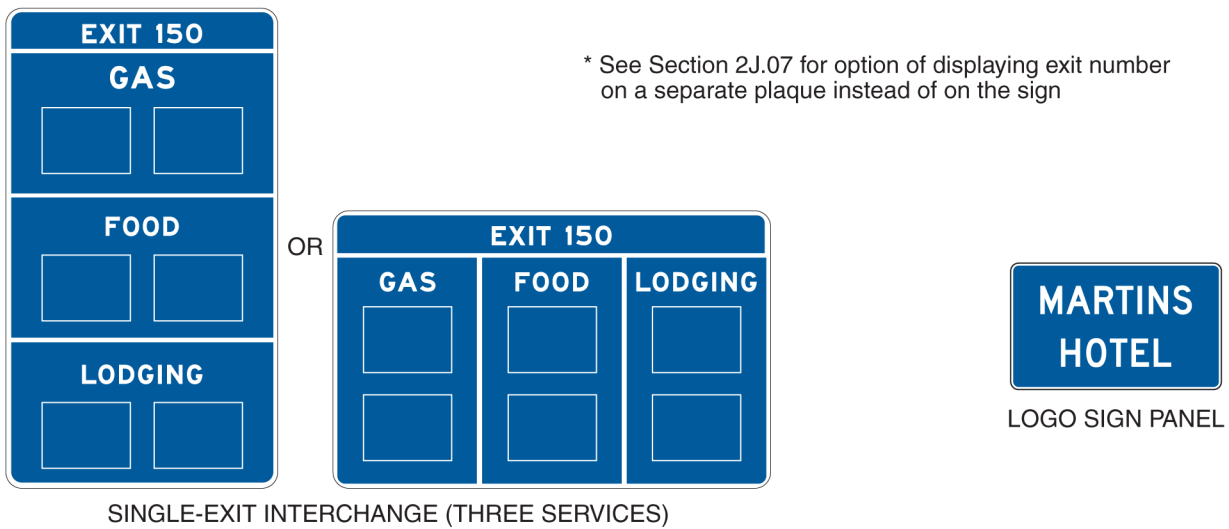 EXIT 150
GAS
FOOD
LODGING
OR
EXIT 150
GAS FOOD LODGING
* See Section 2J.07 for option of displaying exit number
on a separate plaque instead of on the sign
MARTINS
HOTEL
LOGO SIGN PANEL
SINGLE-EXIT INTERCHANGE (THREE SERVICES)